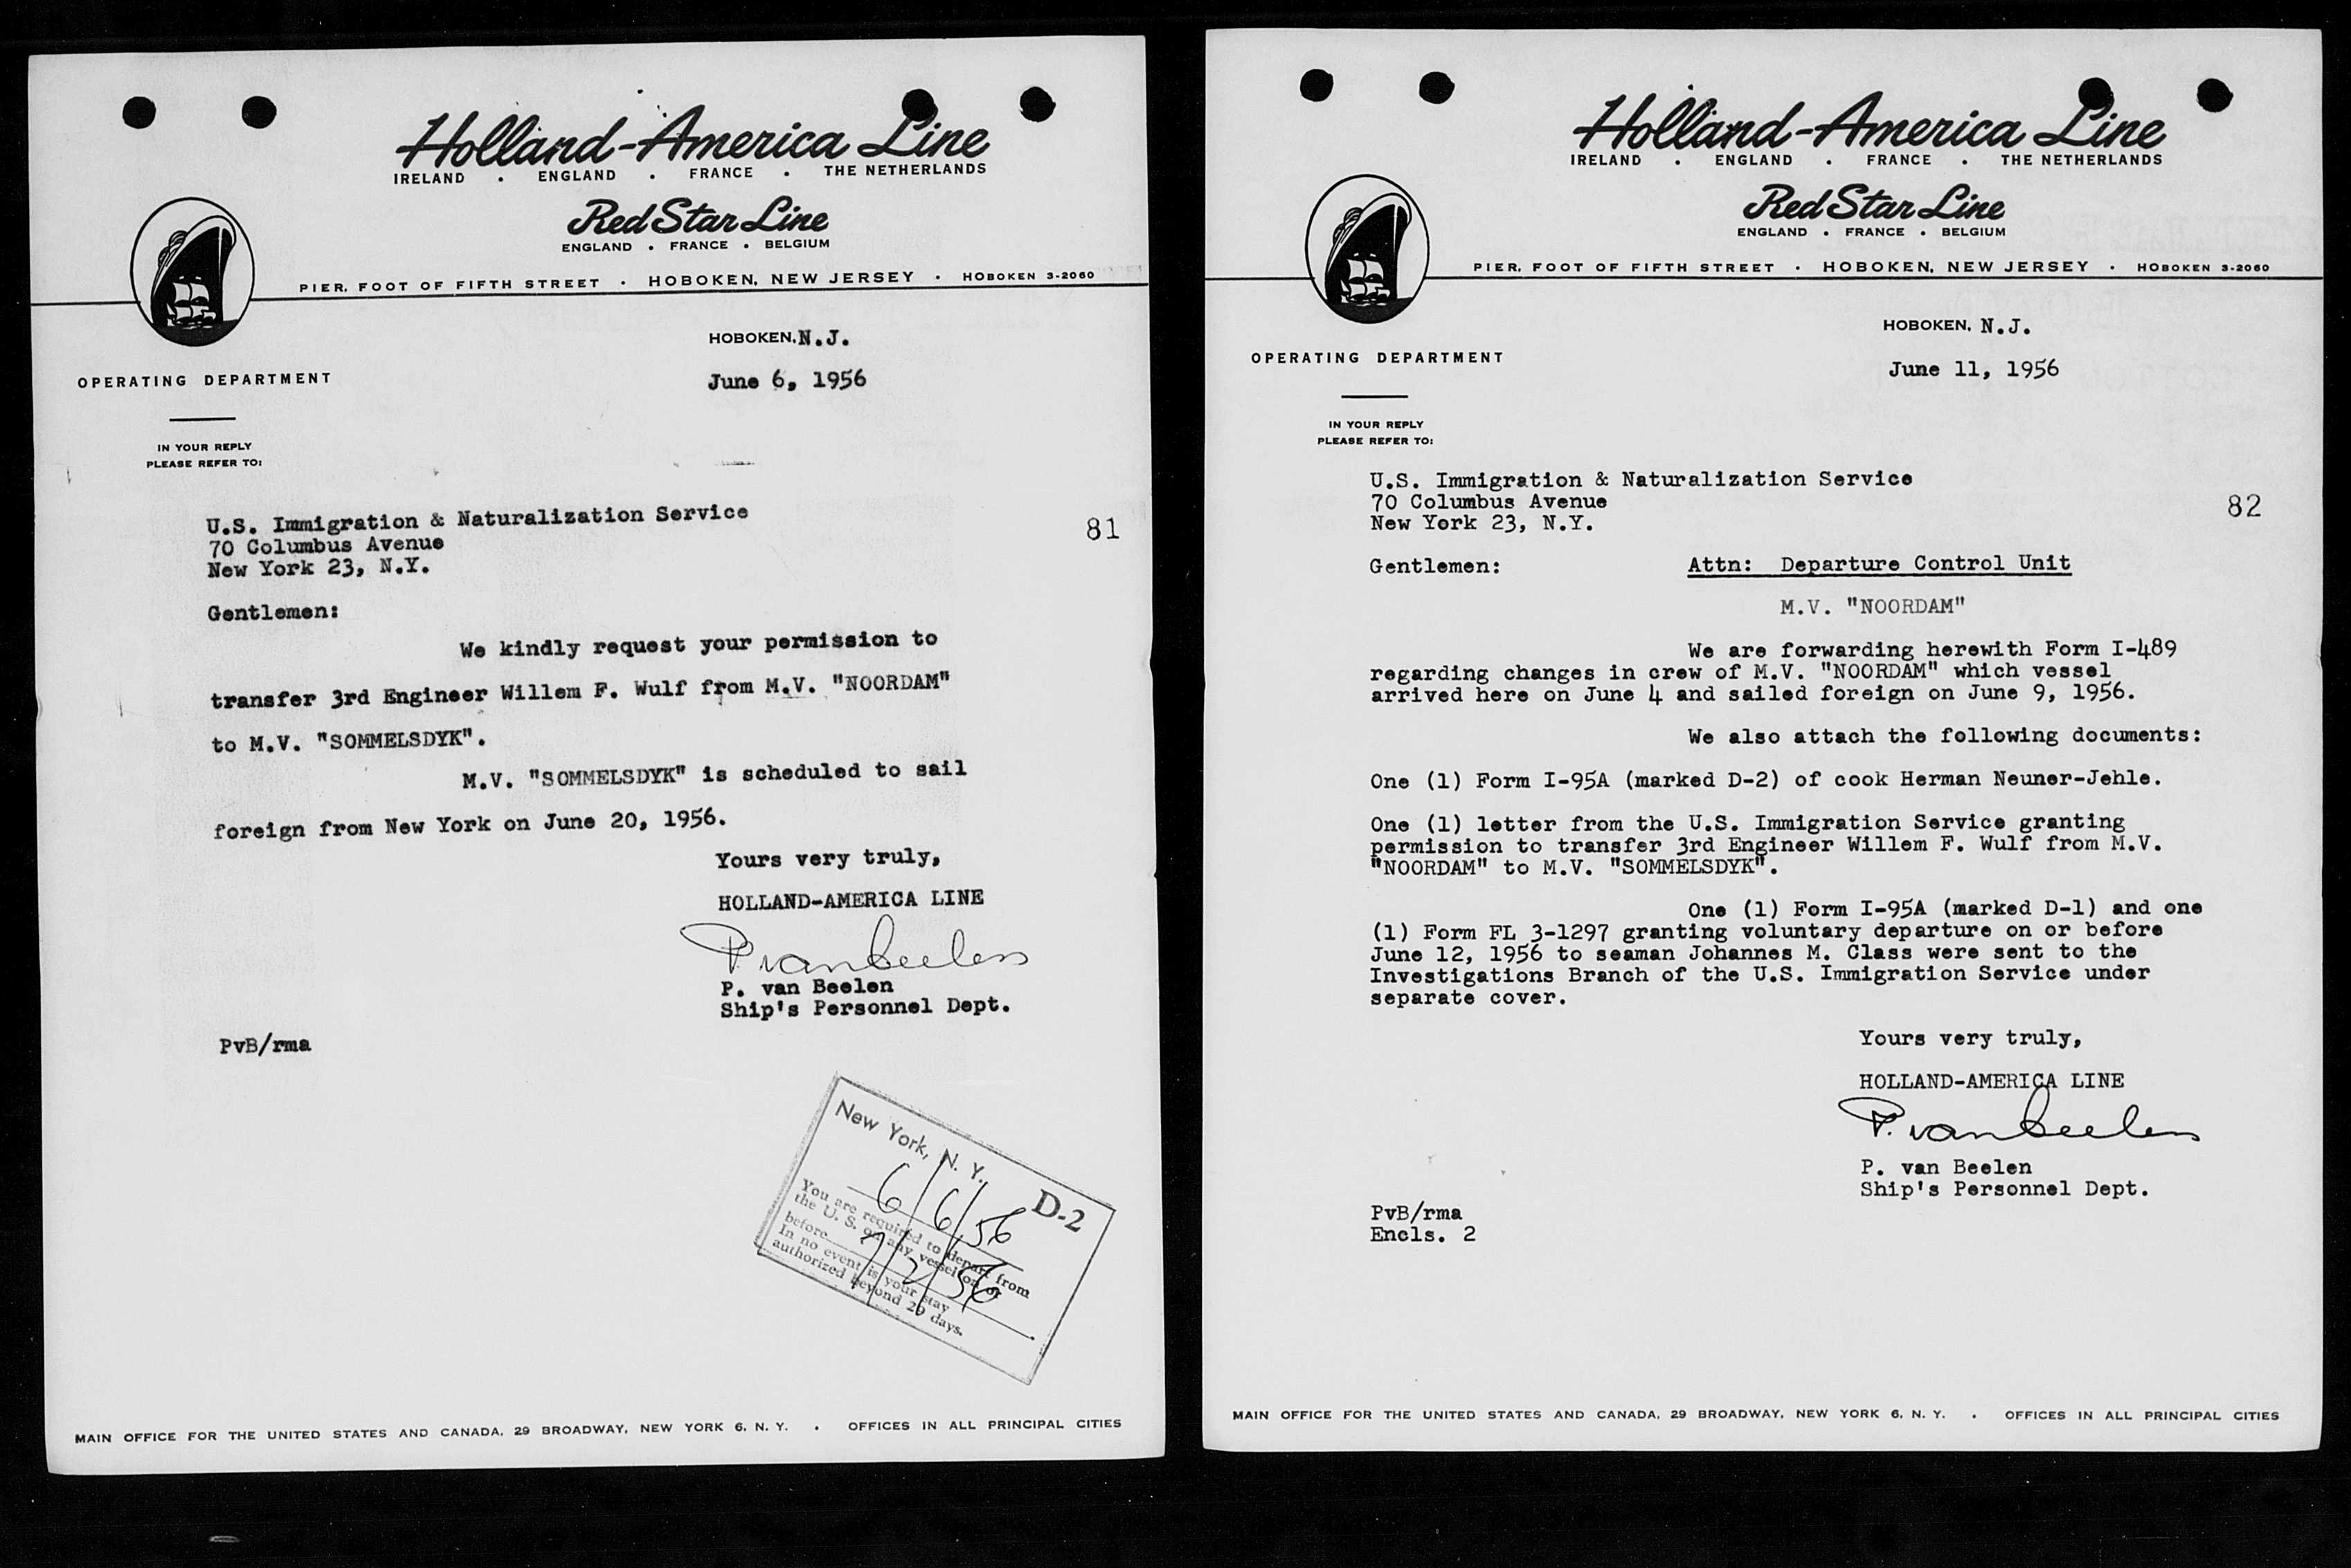 Holland-America Line
IRELAND • ENGLAND • FRANCE • THE NETHERLANDS
Red Star Line
ENGLAND • FRANCE • BELGIUM
PIER, FOOT OF FIFTH STREET • HOBOKEN, NEW JERSEY • HOBOKEN 3-2060
HOBOKEN, N.J.
OPERATING DEPARTMENT
June 6, 1956
IN YOUR REPLY
PLEASE REFER TO:
U.S. Immigration & Naturalization Service
70 Columbus Avenue
New York 23, N.Y.
81
Gentlemen:
We kindly request your permission to
transfer 3rd Engineer Willem F. Wulf from M.V. "NOORDAM"
to M.V. "SOMMELSDYK".
M.V. "SOMMELSDYK" is scheduled to sail
foreign from New York on June 20, 1956.
Yours very truly,
HOLLAND-AMERICA LINE
P. van Beelen
P. van Beelen
Ship's Personnel Dept.
PvB/rma
New York, N. Y.
D-2
6/6/56
You are required to depart from
the U. S. on any vessel on or
before 7/2/56
In no event is your stay
authorized beyond 29 days.
MAIN OFFICE FOR THE UNITED STATES AND CANADA, 29 BROADWAY, NEW YORK 6, N. Y. • OFFICES IN ALL PRINCIPAL CITIES
Holland-America Line
IRELAND • ENGLAND • FRANCE • THE NETHERLANDS
Red Star Line
ENGLAND • FRANCE • BELGIUM
PIER, FOOT OF FIFTH STREET • HOBOKEN, NEW JERSEY • HOBOKEN 3-2060
HOBOKEN, N.J.
OPERATING DEPARTMENT
June 11, 1956
IN YOUR REPLY
PLEASE REFER TO:
U.S. Immigration & Naturalization Service
70 Columbus Avenue
New York 23, N.Y.
82
Gentlemen: Attn: Departure Control Unit
M.V. "NOORDAM"
We are forwarding herewith Form I-489
regarding changes in crew of M.V. "NOORDAM" which vessel
arrived here on June 4 and sailed foreign on June 9, 1956.
We also attach the following documents:
One (1) Form I-95A (marked D-2) of cook Herman Neuner-Jehle.
One (1) letter from the U.S. Immigration Service granting
permission to transfer 3rd Engineer Willem F. Wulf from M.V.
"NOORDAM" to M.V. "SOMMELSDYK".
One (1) Form I-95A (marked D-1) and one
(1) Form FL 3-1297 granting voluntary departure on or before
June 12, 1956 to seaman Johannes M. Class were sent to the
Investigations Branch of the U.S. Immigration Service under
separate cover.
Yours very truly,
HOLLAND-AMERICA LINE
P. van Beelen
P. van Beelen
Ship's Personnel Dept.
PvB/rma
Encls. 2
MAIN OFFICE FOR THE UNITED STATES AND CANADA, 29 BROADWAY, NEW YORK 6, N. Y. • OFFICES IN ALL PRINCIPAL CITIES